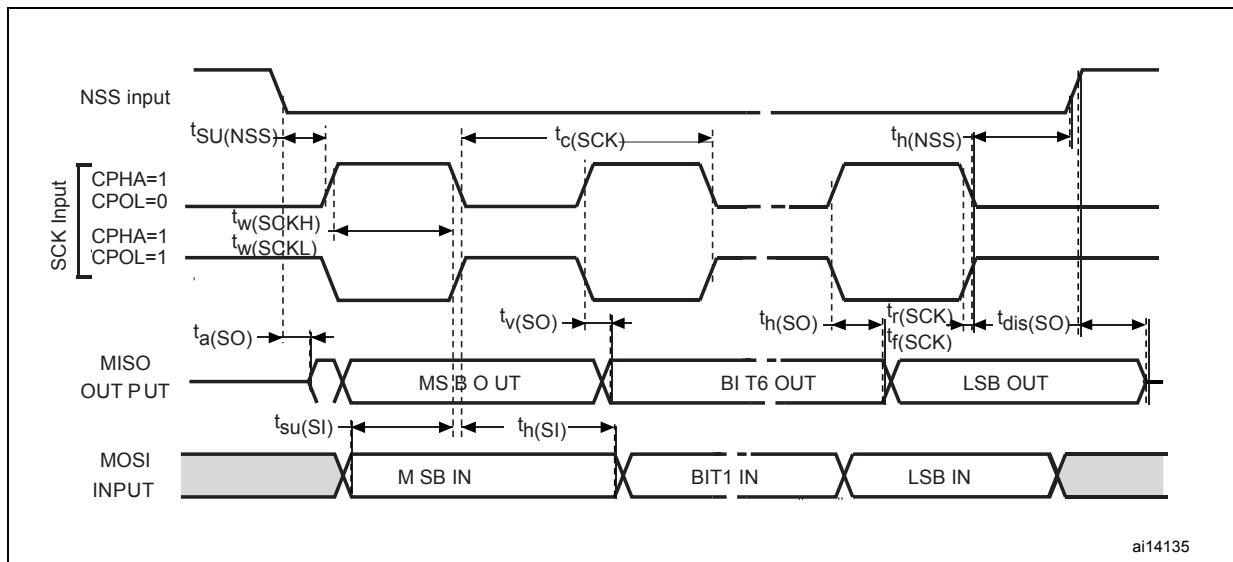 NSS input
tSU(NSS)
tc(SCK)
th(NSS)
SCK Input
CPHA=1
CPOL=0
tw(SCKH)
tw(SCKL)
CPHA=1
CPOL=1
ta(SO)
tv(SO)
th(SO)
tr(SCK)
tf(SCK)
tdis(SO)
MISO
OUT PUT
MS B O UT
BI T6 OUT
LSB OUT
tsu(SI)
th(SI)
MOSI
INPUT
M SB IN
BIT1 IN
LSB IN
ai14135